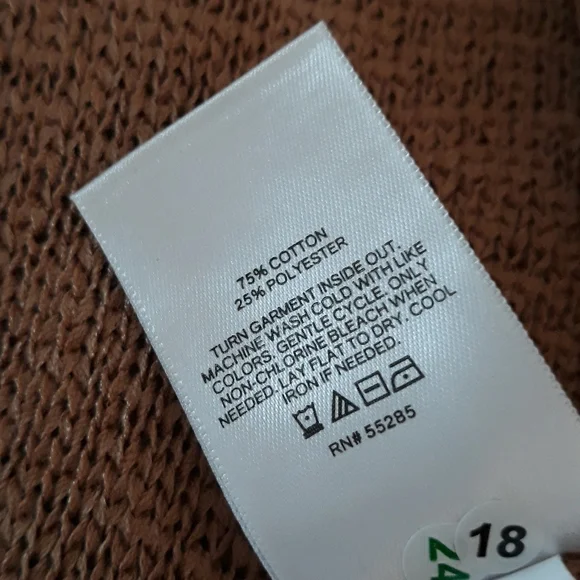 75% COTTON
25% POLYESTER
TURN GARMENT INSIDE OUT.
MACHINE WASH COLD WITH LIKE
COLORS. GENTLE CYCLE. ONLY
NON-CHLORINE BLEACH WHEN
NEEDED. LAY FLAT TO DRY. COOL
IRON IF NEEDED.
RN# 55285
18